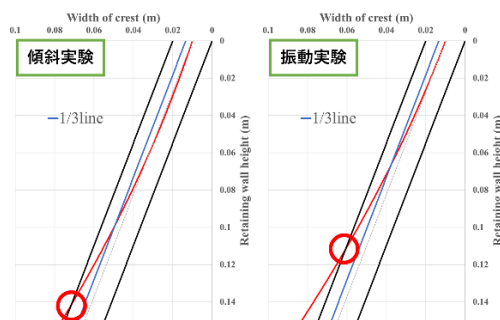 Width of crest (m)
0.1 0.08 0.06 0.04 0.02 0
傾斜実験
1/3line
0
0.02
0.04
0.06
0.08
0.1
0.12
0.14
Retaining wall height (m)
Width of crest (m)
0.1 0.08 0.06 0.04 0.02 0
振動実験
1/3line
0
0.02
0.04
0.06
0.08
0.1
0.12
0.14
Retaining wall height (m)